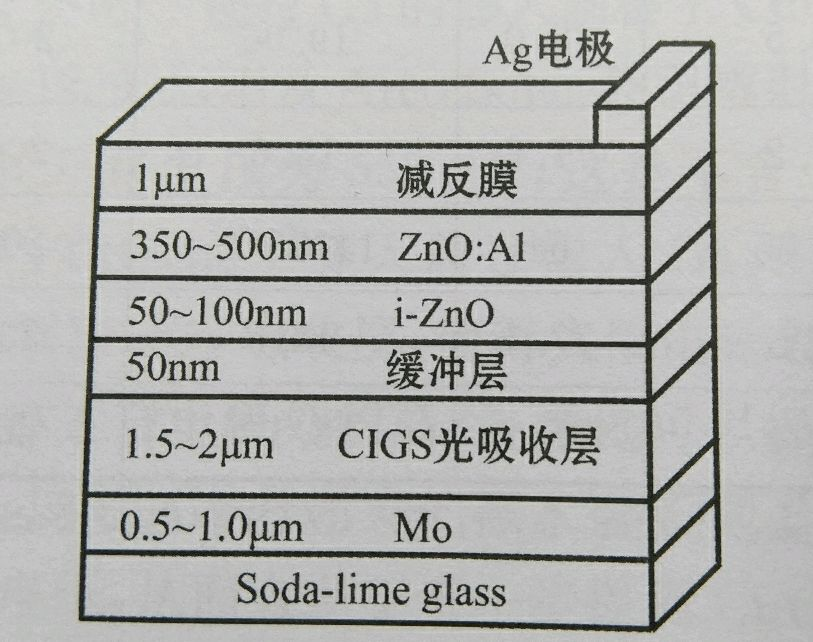 Ag电极
1μm 减反膜
350~500nm ZnO:Al
50~100nm i-ZnO
50nm 缓冲层
1.5~2μm CIGS光吸收层
0.5~1.0μm Mo
Soda-lime glass